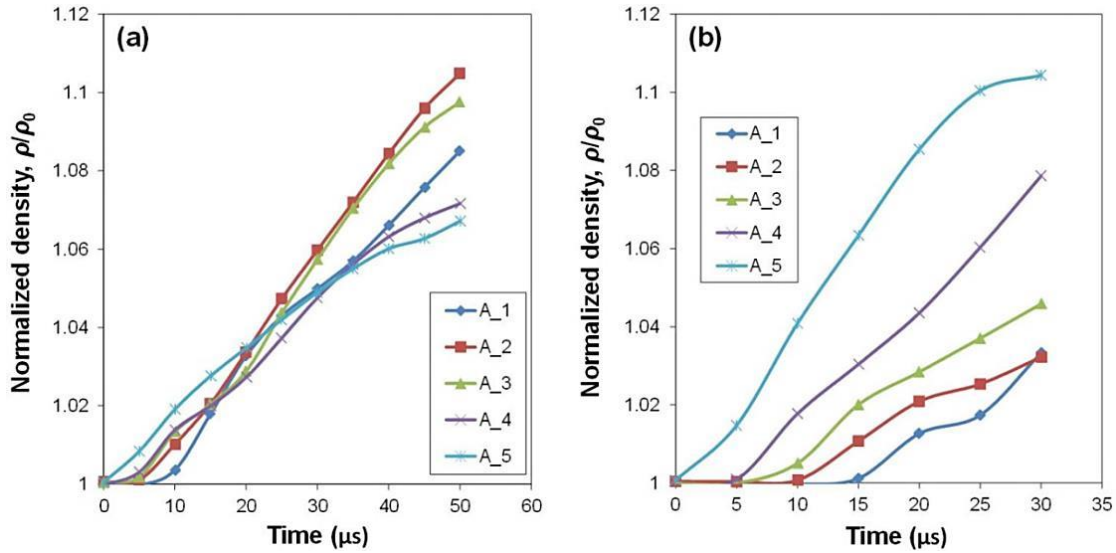 (a)
Normalized density, ρ/ρ0
1.12
1.1
1.08
1.06
1.04
1.02
1
0 10 20 30 40 50 60
Time (μs)
A_1
A_2
A_3
A_4
A_5
(b)
Normalized density, ρ/ρ0
1.12
1.1
1.08
1.06
1.04
1.02
1
0 5 10 15 20 25 30 35
Time (μs)
A_1
A_2
A_3
A_4
A_5